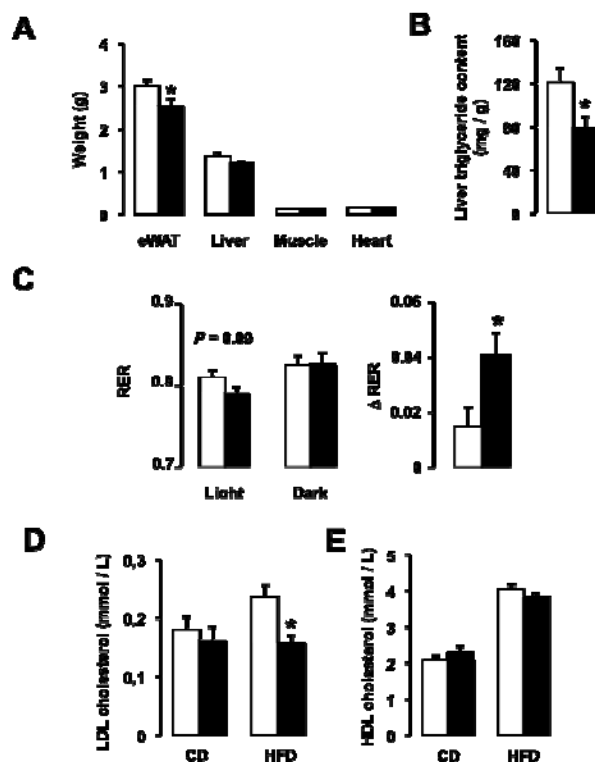 A
Weight (g)
4
3
2
1
0
*
eWAT Liver Muscle Heart
B
Liver triglyceride content
(mg / g)
160
120
80
40
0
*
C
RER
0.9
0.8
0.7
Light Dark
Δ RER
0.06
0.04
0.02
0
*
D
LDL cholesterol (mmol / L)
0,3
0,2
0,1
0
*
CD HFD
E
HDL cholesterol (mmol / L)
5
4
3
2
1
0
CD HFD